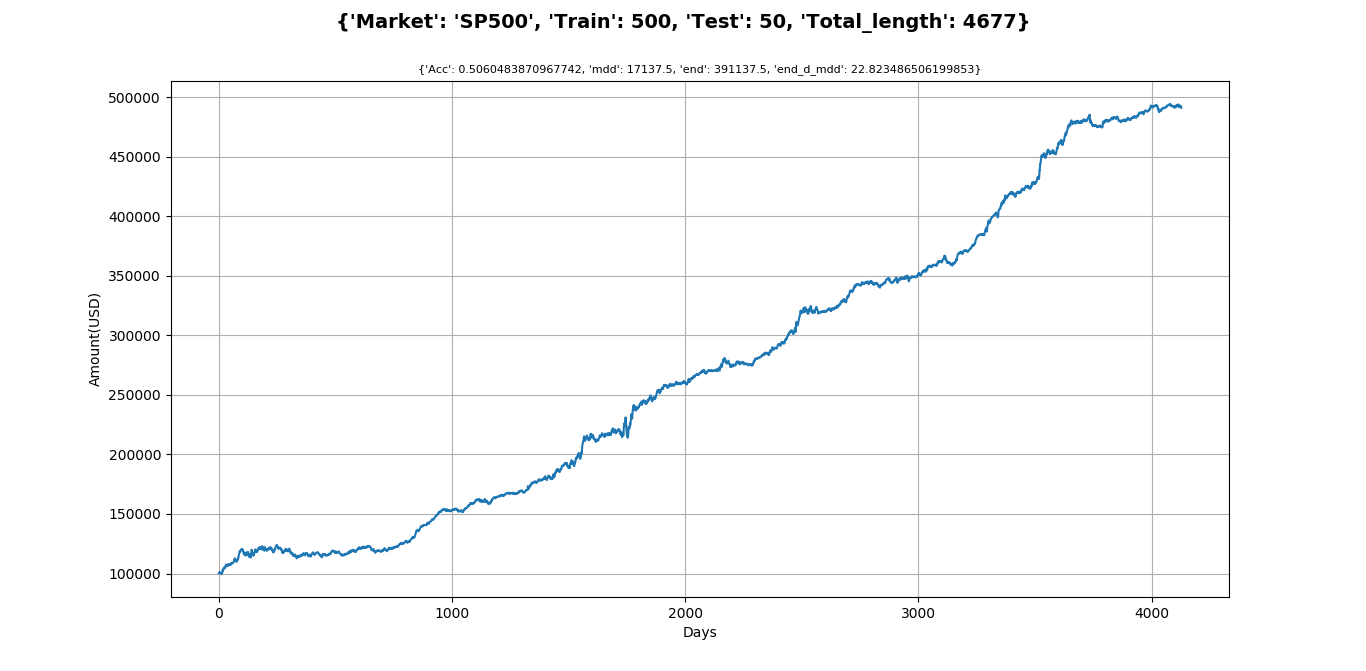 {'Market': 'SP500', 'Train': 500, 'Test': 50, 'Total_length': 4677}
{'Acc': 0.5060483870967742, 'mdd': 17137.5, 'end': 391137.5, 'end_d_mdd': 22.823486506199853}
500000
450000
400000
350000
300000
250000
200000
150000
100000
Amount(USD)
0 1000 2000 3000 4000
Days